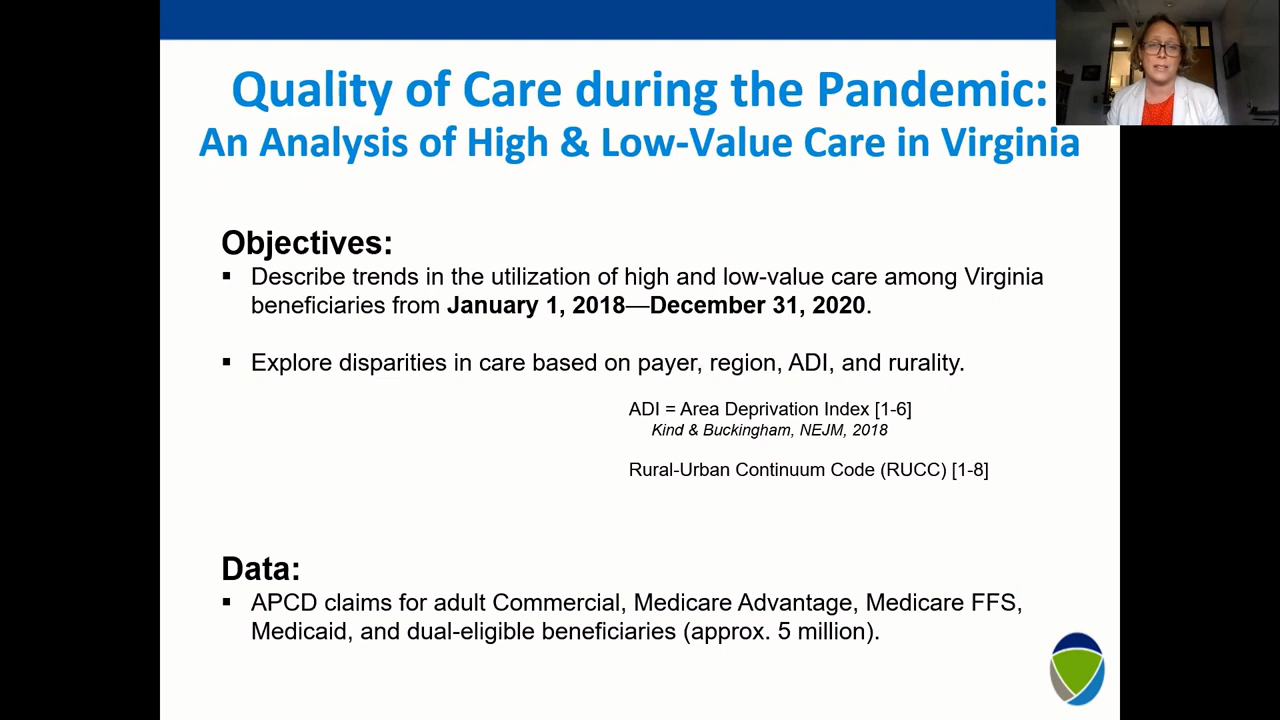 Quality of Care during the Pandemic:
An Analysis of High & Low-Value Care in Virginia
Objectives:
▪ Describe trends in the utilization of high and low-value care among Virginia
beneficiaries from January 1, 2018—December 31, 2020.
▪ Explore disparities in care based on payer, region, ADI, and rurality.
ADI = Area Deprivation Index [1-6]
Kind & Buckingham, NEJM, 2018
Rural-Urban Continuum Code (RUCC) [1-8]
Data:
▪ APCD claims for adult Commercial, Medicare Advantage, Medicare FFS,
Medicaid, and dual-eligible beneficiaries (approx. 5 million).